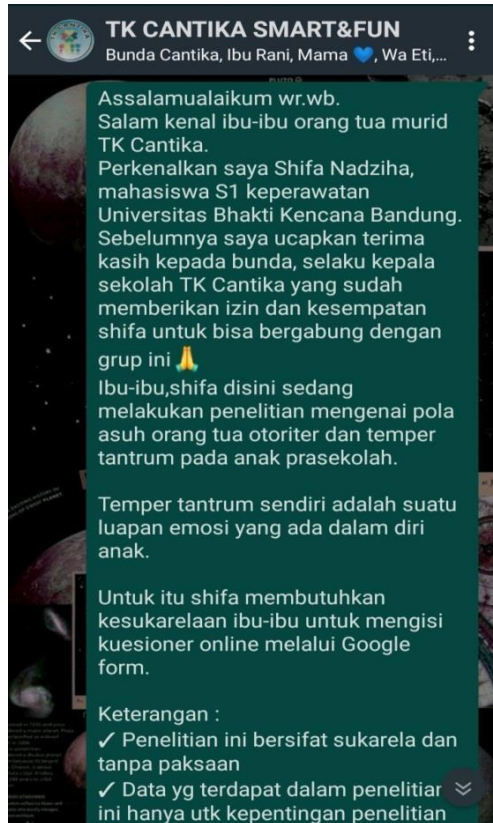 TK CANTIKA SMART&FUN
Bunda Cantika, Ibu Rani, Mama 💙, Wa Eti,...
Assalamualaikum wr.wb.
Salam kenal ibu-ibu orang tua murid
TK Cantika.
Perkenalkan saya Shifa Nadziha,
mahasiswa S1 keperawatan
Universitas Bhakti Kencana Bandung.
Sebelumnya saya ucapkan terima
kasih kepada bunda, selaku kepala
sekolah TK Cantika yang sudah
memberikan izin dan kesempatan
shifa untuk bisa bergabung dengan
grup ini 🙏
Ibu-ibu,shifa disini sedang
melakukan penelitian mengenai pola
asuh orang tua otoriter dan temper
tantrum pada anak prasekolah.
Temper tantrum sendiri adalah suatu
luapan emosi yang ada dalam diri
anak.
Untuk itu shifa membutuhkan
kesukarelaan ibu-ibu untuk mengisi
kuesioner online melalui Google
form.
Keterangan :
✓ Penelitian ini bersifat sukarela dan
tanpa paksaan
✓ Data yg terdapat dalam penelitian
ini hanya utk kepentingan penelitian